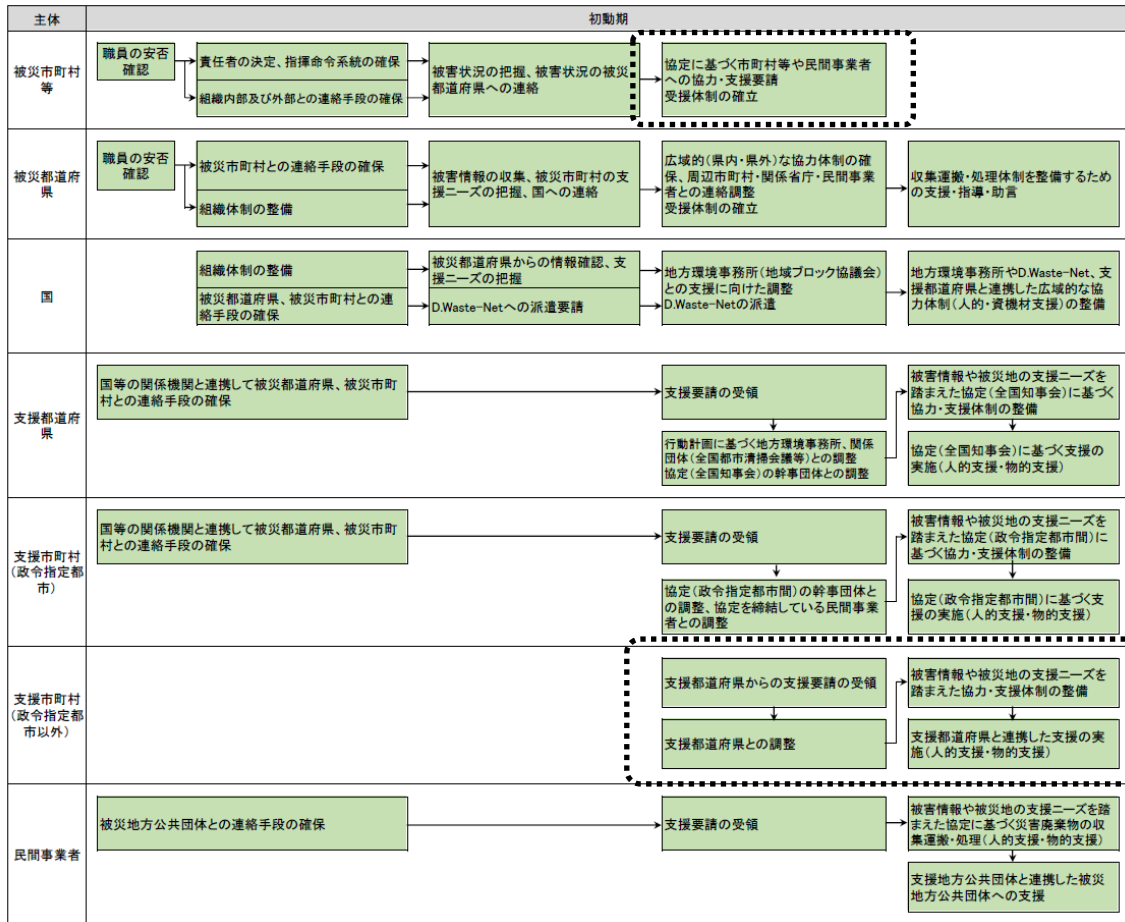 主体
初動期
被災市町村
等
職員の安否
確認
責任者の決定、指揮命令系統の確保
組織内部及び外部との連絡手段の確保
被害状況の把握、被害状況の被災
都道府県への連絡
協定に基づく市町村等や民間事業者
への協力・支援要請
受援体制の確立
被災都道府
県
職員の安否
確認
被災市町村との連絡手段の確保
組織体制の整備
被害情報の収集、被災市町村の支
援ニーズの把握、国への連絡
広域的(県内・県外)な協力体制の確
保、周辺市町村・関係省庁・民間事業
者との連絡調整
受援体制の確立
収集運搬・処理体制を整備するため
の支援・指導・助言
国
組織体制の整備
被災都道府県、被災市町村との連
絡手段の確保
被災都道府県からの情報確認、支
援ニーズの把握
D.Waste-Netへの派遣要請
地方環境事務所(地域ブロック協議会)
との支援に向けた調整
D.Waste-Netの派遣
地方環境事務所やD.Waste-Net、支
援都道府県と連携した広域的な協
力体制(人的・資機材支援)の整備
支援都道府
県
国等の関係機関と連携して被災都道府県、被災市町
村との連絡手段の確保
支援要請の受領
行動計画に基づく地方環境事務所、関係
団体(全国都市清掃会議等)との調整
協定(全国知事会)の幹事団体との調整
被害情報や被災地の支援ニーズを
踏まえた協定(全国知事会)に基づく
協力・支援体制の整備
協定(全国知事会)に基づく支援の
実施(人的支援・物的支援)
支援市町村
(政令指定都
市)
国等の関係機関と連携して被災都道府県、被災市町
村との連絡手段の確保
支援要請の受領
協定(政令指定都市間)の幹事団体と
の調整、協定を締結している民間事業
者との調整
被害情報や被災地の支援ニーズを
踏まえた協定(政令指定都市間)に
基づく協力・支援体制の整備
協定(政令指定都市間)に基づく支
援の実施(人的支援・物的支援)
支援市町村
(政令指定都
市以外)
支援都道府県からの支援要請の受領
支援都道府県との調整
被害情報や被災地の支援ニーズを
踏まえた協力・支援体制の整備
支援都道府県と連携した支援の実
施(人的支援・物的支援)
民間事業者
被災地方公共団体との連絡手段の確保
支援要請の受領
被害情報や被災地の支援ニーズを踏
まえた協定に基づく災害廃棄物の収
集運搬・処理(人的支援・物的支援)
支援地方公共団体と連携した被災
地方公共団体への支援